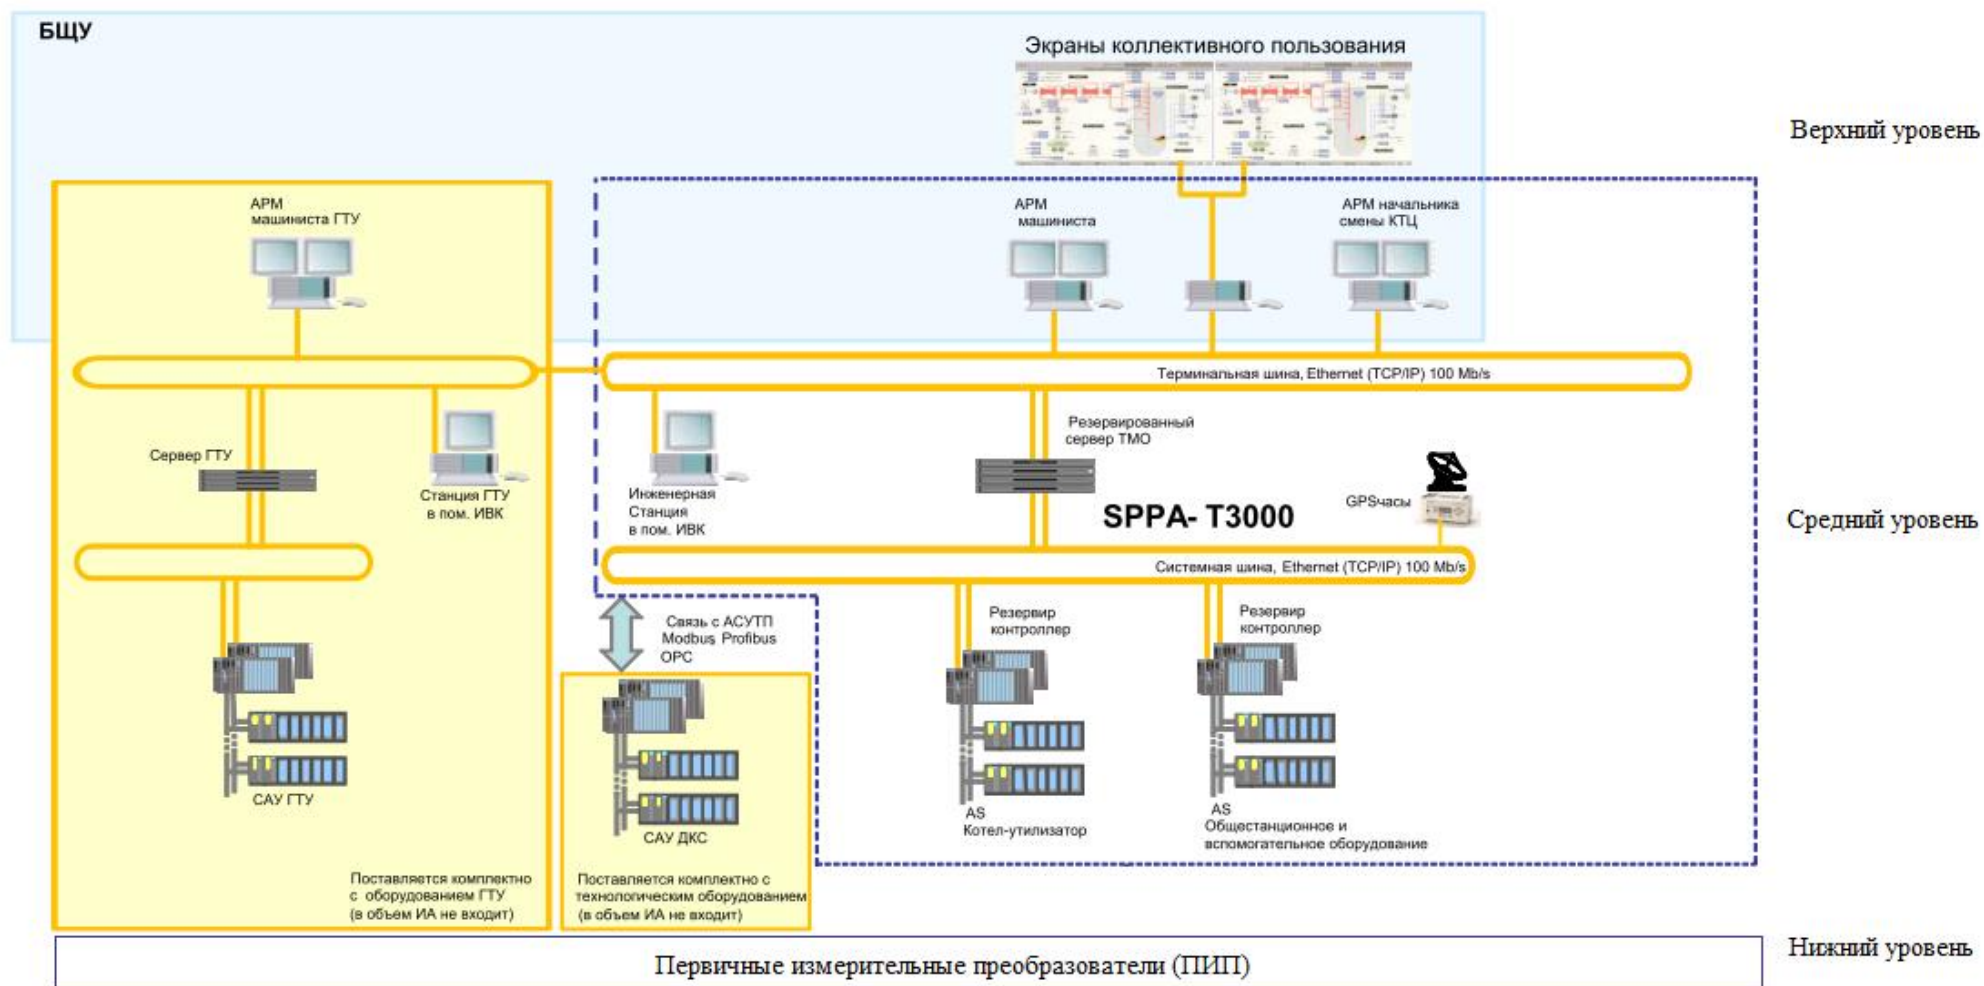 БЩУ
Экраны коллективного пользования
Верхний уровень
АРМ
машиниста ГТУ
АРМ
машиниста
АРМ начальника
смены КТЦ
Терминальная шина, Ethernet (TCP/IP) 100 Mb/s
Сервер ГТУ
Станция ГТУ
в пом. ИВК
Инженерная
Станция
в пом. ИВК
Резервированный
сервер ТМО
SPPA- T3000
GPSчасы
Средний уровень
Системная шина, Ethernet (TCP/IP) 100 Mb/s
Связь с АСУТП
Modbus Profibus
OPC
Резервир
контроллер
Резервир
контроллер
САУ ГТУ
САУ ДКС
AS
Котел-утилизатор
AS
Общестанционное и
вспомогательное оборудование
Поставляется комплектно
с оборудованием ГТУ
(в объем ИА не входит)
Поставляется комплектно с
технологическим оборудованием
(в объем ИА не входит)
Нижний уровень
Первичные измерительные преобразователи (ПИП)